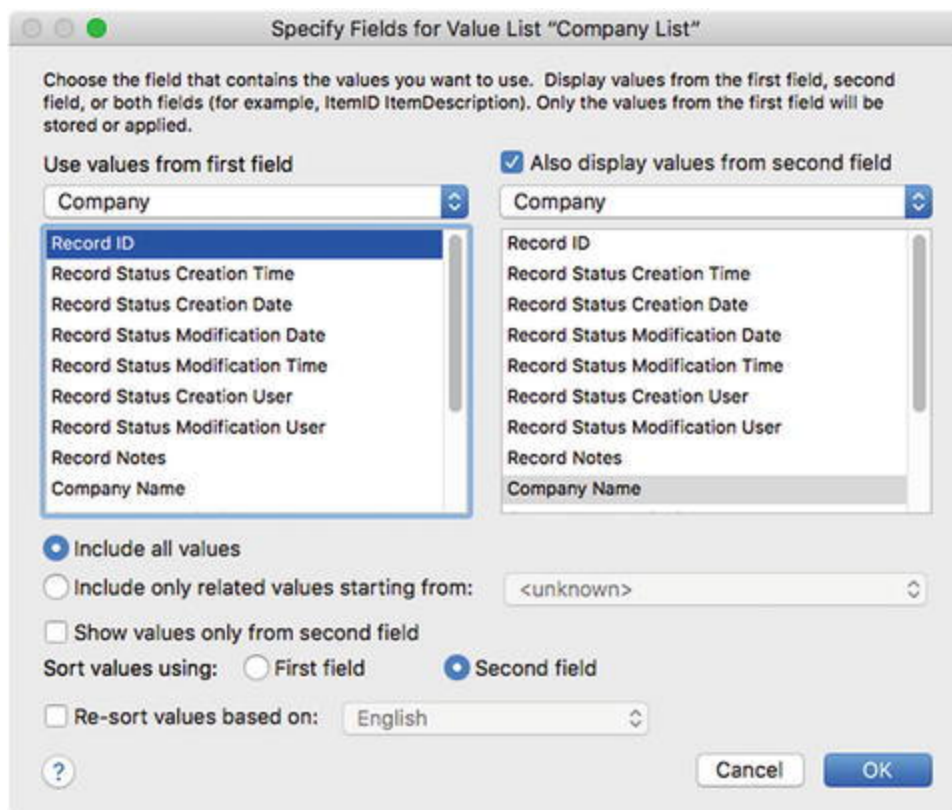 Specify Fields for Value List “Company List”
Choose the field that contains the values you want to use.  Display values from the first field, second
field, or both fields (for example, ItemID ItemDescription). Only the values from the first field will be
stored or applied.
Use values from first field
Also display values from second field
Company
Company
Record ID
Record Status Creation Time
Record Status Creation Date
Record Status Modification Date
Record Status Modification Time
Record Status Creation User
Record Status Modification User
Record Notes
Company Name
Record ID
Record Status Creation Time
Record Status Creation Date
Record Status Modification Date
Record Status Modification Time
Record Status Creation User
Record Status Modification User
Record Notes
Company Name
Include all values
Include only related values starting from:
<unknown>
Show values only from second field
Sort values using:
First field
Second field
Re-sort values based on:
English
?
Cancel
OK